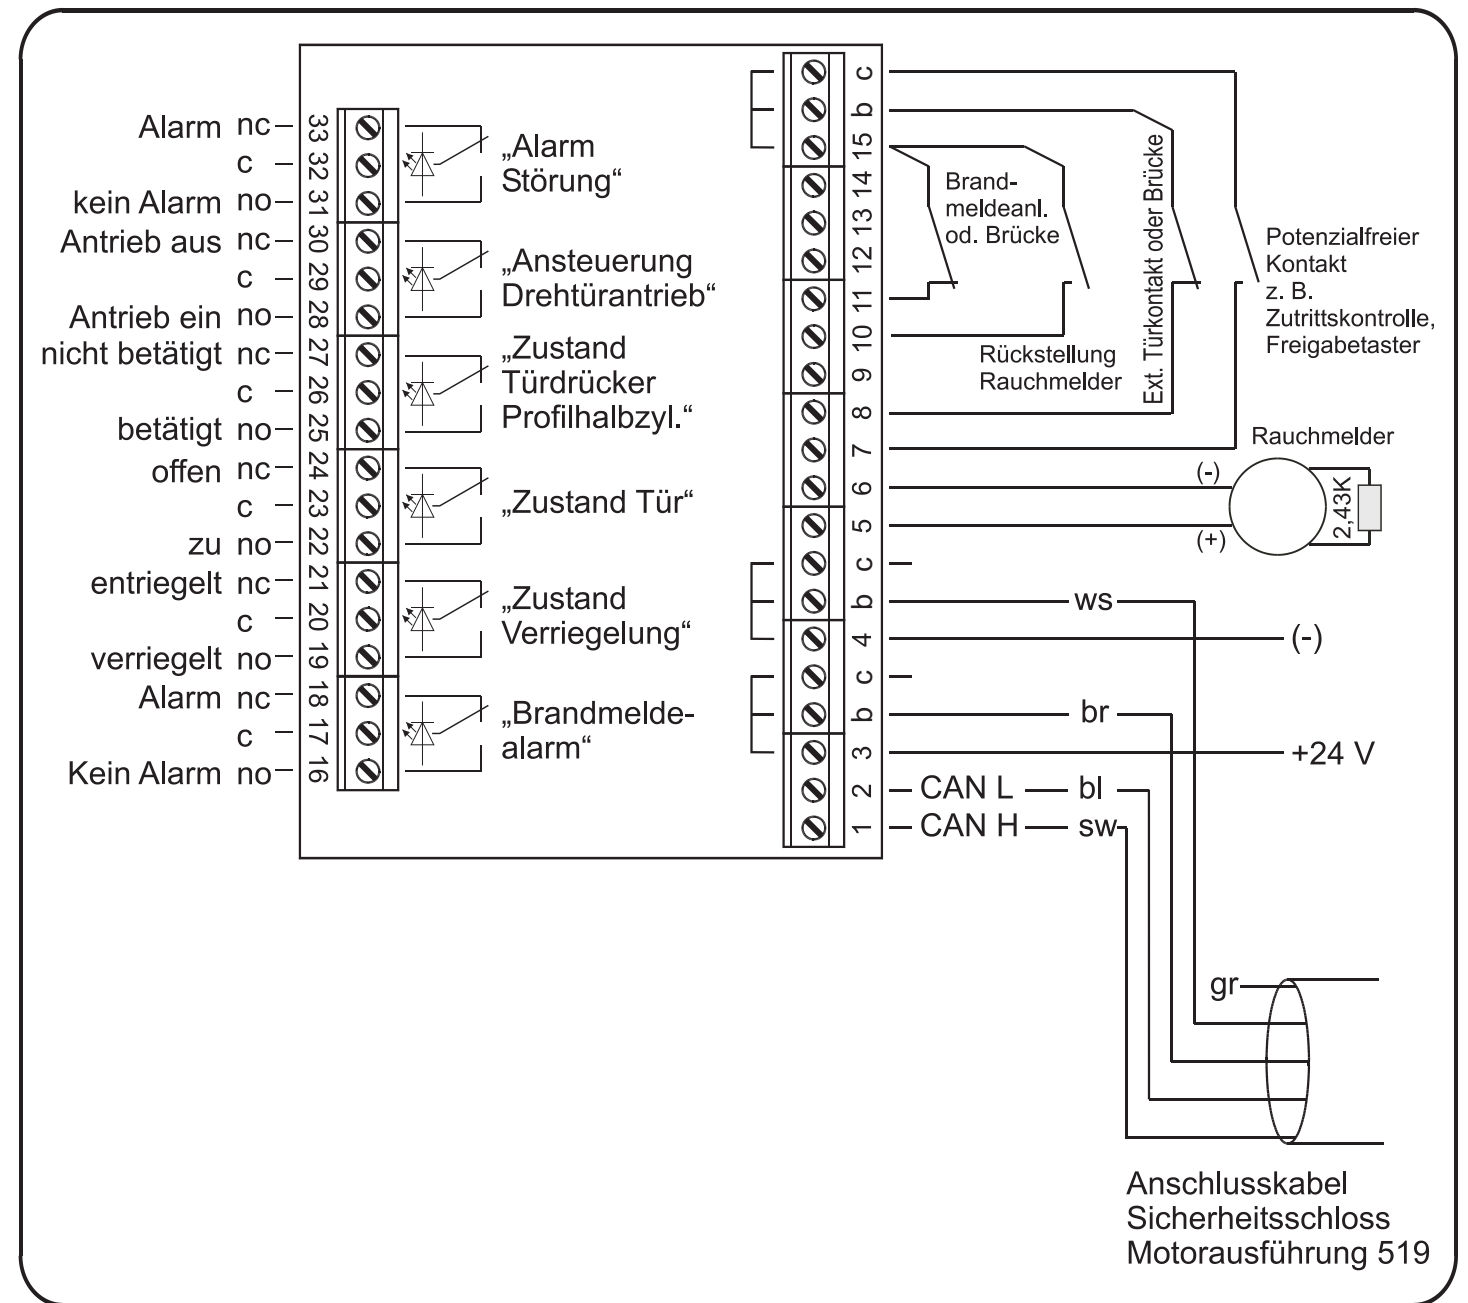 Alarm nc 33
c 32
kein Alarm no 31
„Alarm
Störung“
Antrieb aus nc 30
c 29
Antrieb ein no 28
„Ansteuerung
Drehtürantrieb“
nicht betätigt nc 27
c 26
betätigt no 25
„Zustand
Türdrücker
Profilhalbzyl.“
offen nc 24
c 23
zu no 22
„Zustand Tür“
entriegelt nc 21
c 20
verriegelt no 19
„Zustand
Verriegelung“
Alarm nc 18
c 17
Kein Alarm no 16
„Brandmelde-
alarm“
c
b
15
14
13
12
11
10
9
8
7
6
5
c
b ws
4 (-)
c
b br
3 +24 V
2 CAN L bl
1 CAN H sw
Brand-
meldeanl.
od. Brücke
Rückstellung
Rauchmelder
Ext. Türkontakt oder Brücke
Potenzialfreier
Kontakt
z. B.
Zutrittskontrolle,
Freigabetaster
Rauchmelder
(-)
(+)
2,43K
gr
Anschlusskabel
Sicherheitsschloss
Motorausführung 519